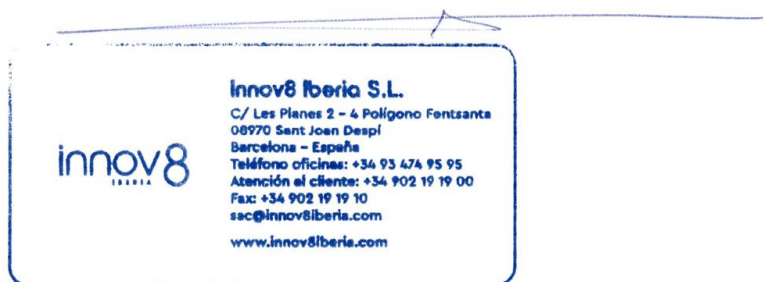 innov8
IBERIA
Innov8 Iberia S.L.
C/ Les Planes 2 - 4 Polígono Fontsanta
08970 Sant Joan Despí
Barcelona - España
Teléfono oficinas: +34 93 474 95 95
Atención al cliente: +34 902 19 19 00
Fax: +34 902 19 19 10
sac@innov8iberia.com
www.innov8iberia.com